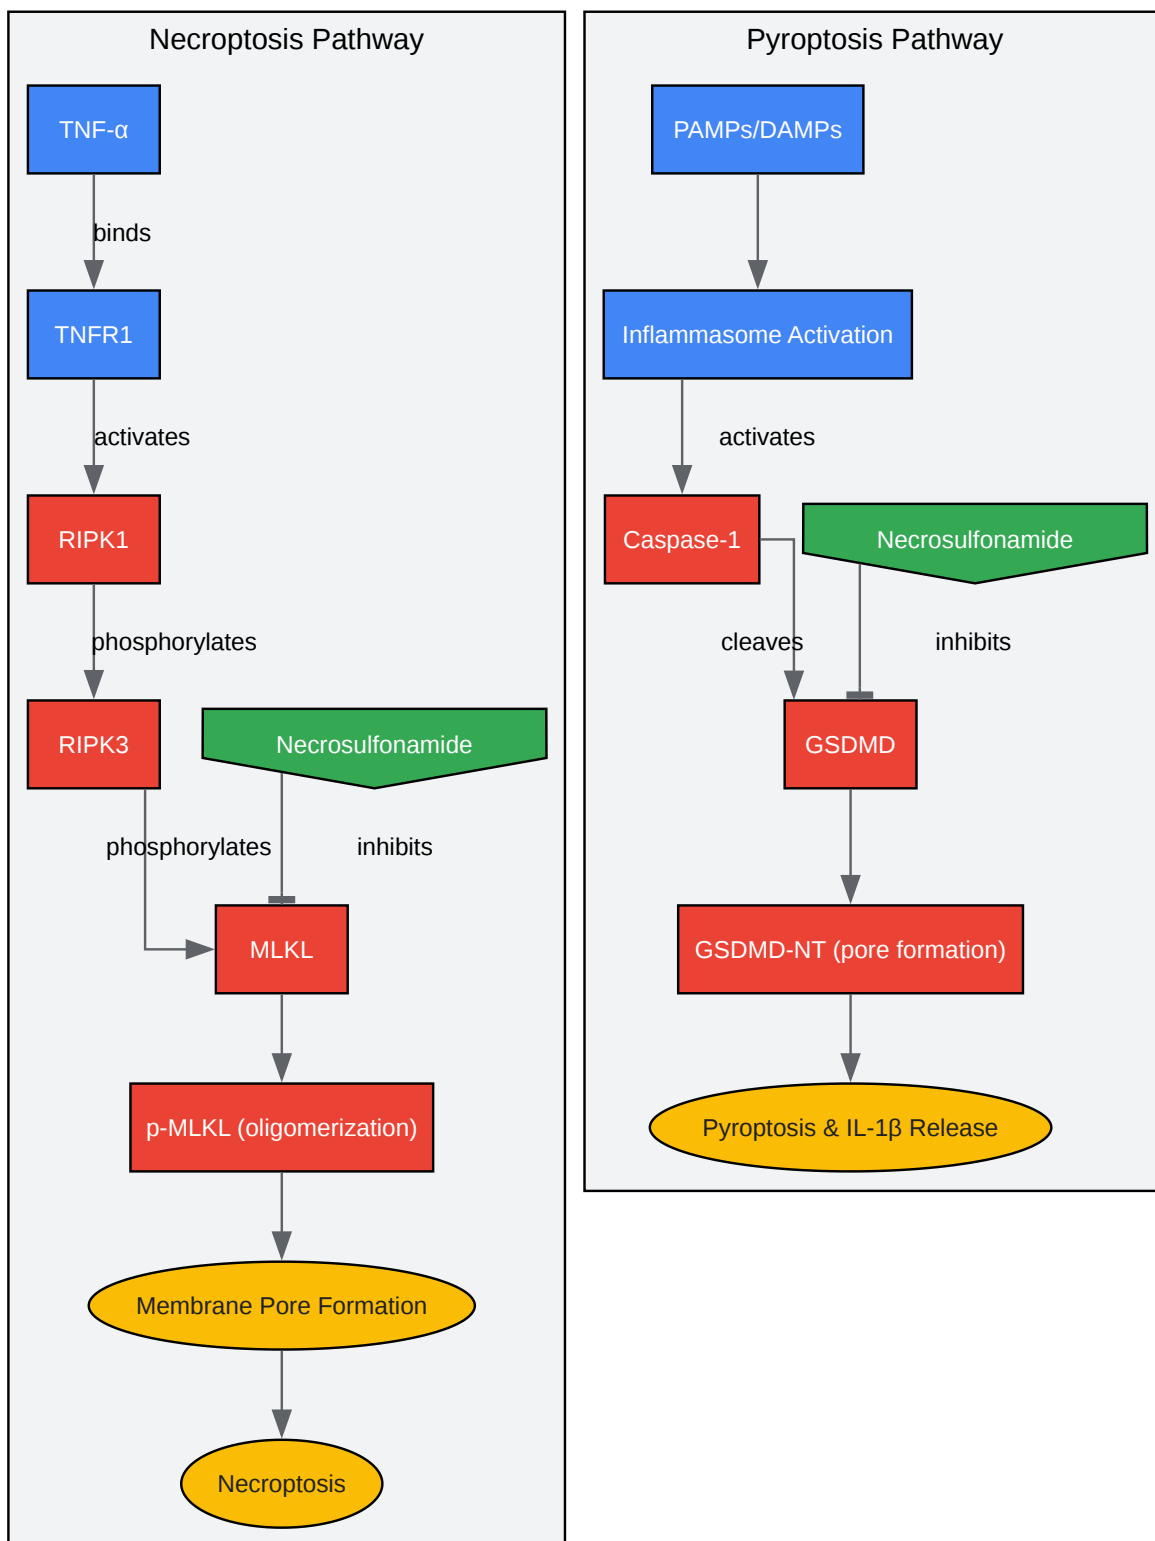 Necroptosis Pathway
TNF-α
binds
TNFR1
activates
RIPK1
phosphorylates
RIPK3
Necrosulfonamide
phosphorylates
inhibits
MLKL
p-MLKL (oligomerization)
Membrane Pore Formation
Necroptosis
Pyroptosis Pathway
PAMPs/DAMPs
Inflammasome Activation
activates
Caspase-1
Necrosulfonamide
cleaves
inhibits
GSDMD
GSDMD-NT (pore formation)
Pyroptosis & IL-1β Release